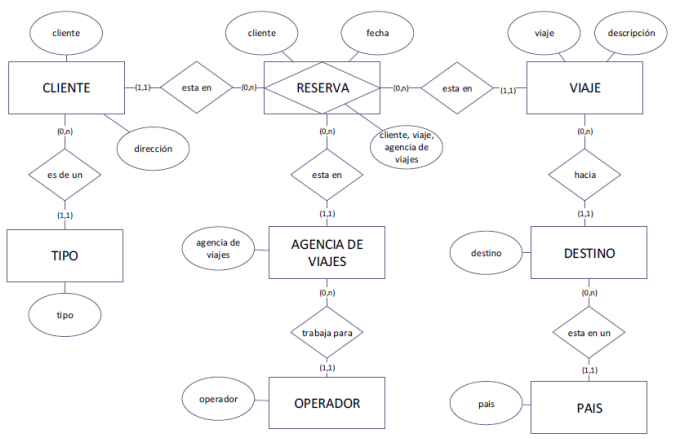 cliente
cliente
fecha
viaje
descripción
CLIENTE
(1,1)
esta en
(0,n)
RESERVA
(0,n)
esta en
(1,1)
VIAJE
(0,n)
dirección
(0,n)
cliente, viaje,
agencia de
viajes
(0,n)
es de un
esta en
hacia
(1,1)
(1,1)
(1,1)
TIPO
agencia de
viajes
AGENCIA DE
VIAJES
destino
DESTINO
(0,n)
(0,n)
tipo
trabaja para
esta en un
(1,1)
(1,1)
operador
OPERADOR
pais
PAIS